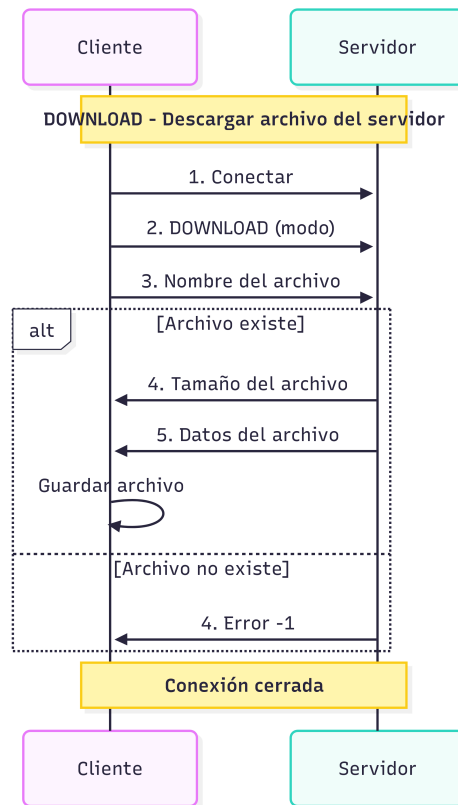 Cliente
Servidor
DOWNLOAD - Descargar archivo del servidor
1. Conectar
2. DOWNLOAD (modo)
3. Nombre del archivo
alt
[Archivo existe]
4. Tamaño del archivo
5. Datos del archivo
Guardar archivo
[Archivo no existe]
4. Error -1
Conexión cerrada
Cliente
Servidor